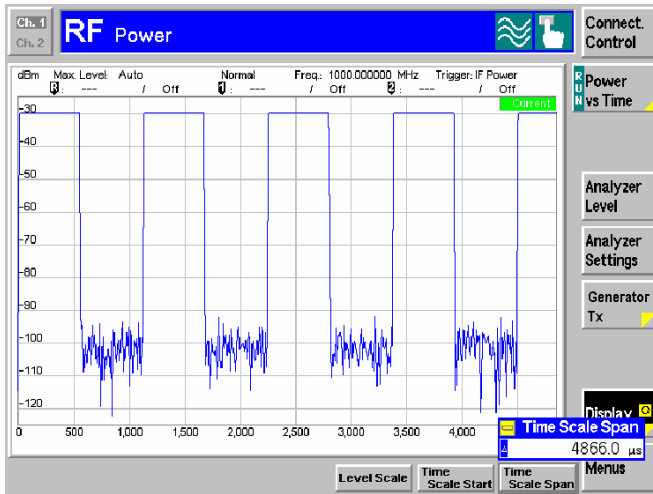 Ch. 1
Ch. 2
RF Power
Connect.
Control
dBm Max. Level: Auto Normal Freq.: 1000.000000 MHz Trigger: IF Power
R : --- / Off 1 : --- / Off 2 : --- / Off
Current
RUN
Power
vs Time
-30
-40
-50
-60
-70
-80
-90
-100
-110
-120
0 500 1,000 1,500 2,000 2,500 3,000 3,500 4,000
Analyzer
Level
Analyzer
Settings
Generator
Tx
Display
Time Scale Span
4866.0 µs
Menus
Level Scale
Time
Scale Start
Time
Scale Span